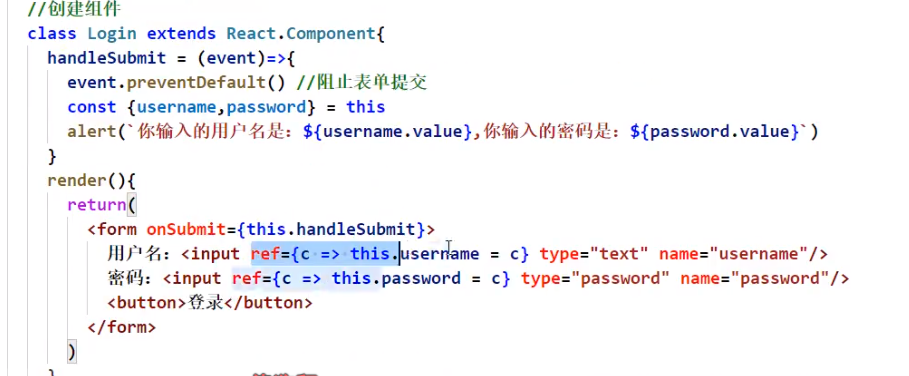 //创建组件
class Login extends React.Component{
handleSubmit = (event)=>{
event.preventDefault() //阻止表单提交
const {username,password} = this
alert(`你输入的用户名是：${username.value},你输入的密码是：${password.value}`)
}
render(){
return(
<form onSubmit={this.handleSubmit}>
用户名：<input ref={c => this.username = c} type="text" name="username"/>
密码：<input ref={c => this.password = c} type="password" name="password"/>
<button>登录</button>
</form>
)
}